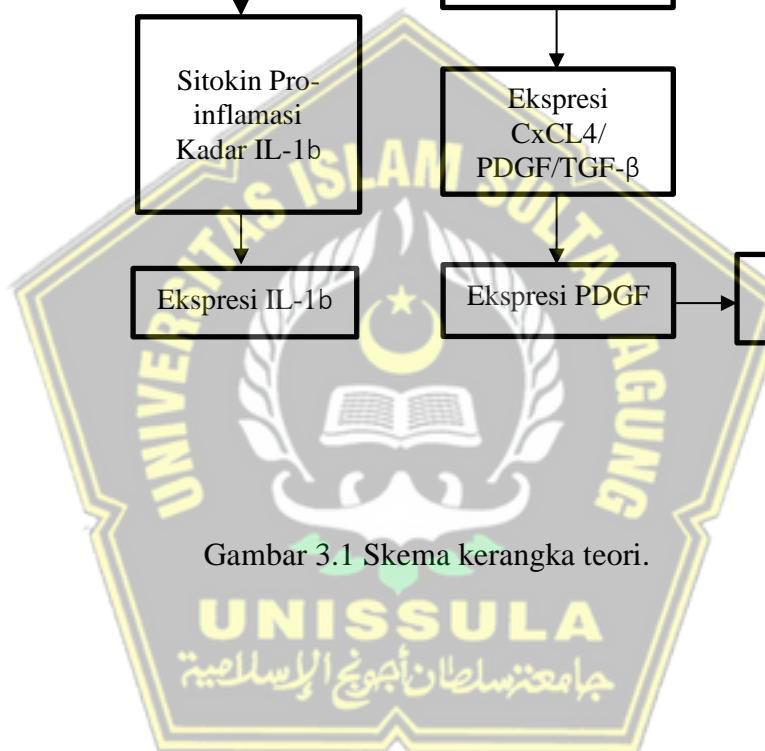 Sitokin Pro-
inflamasi
Kadar IL-1b
Ekspresi
CxCL4/
PDGF/TGF-β
Ekspresi IL-1b
Ekspresi PDGF
UNIVERSITAS ISLAM SULTAN AGUNG
Gambar 3.1 Skema kerangka teori.
UNISSULA
جامعة سلطان أجونج الإسلامية